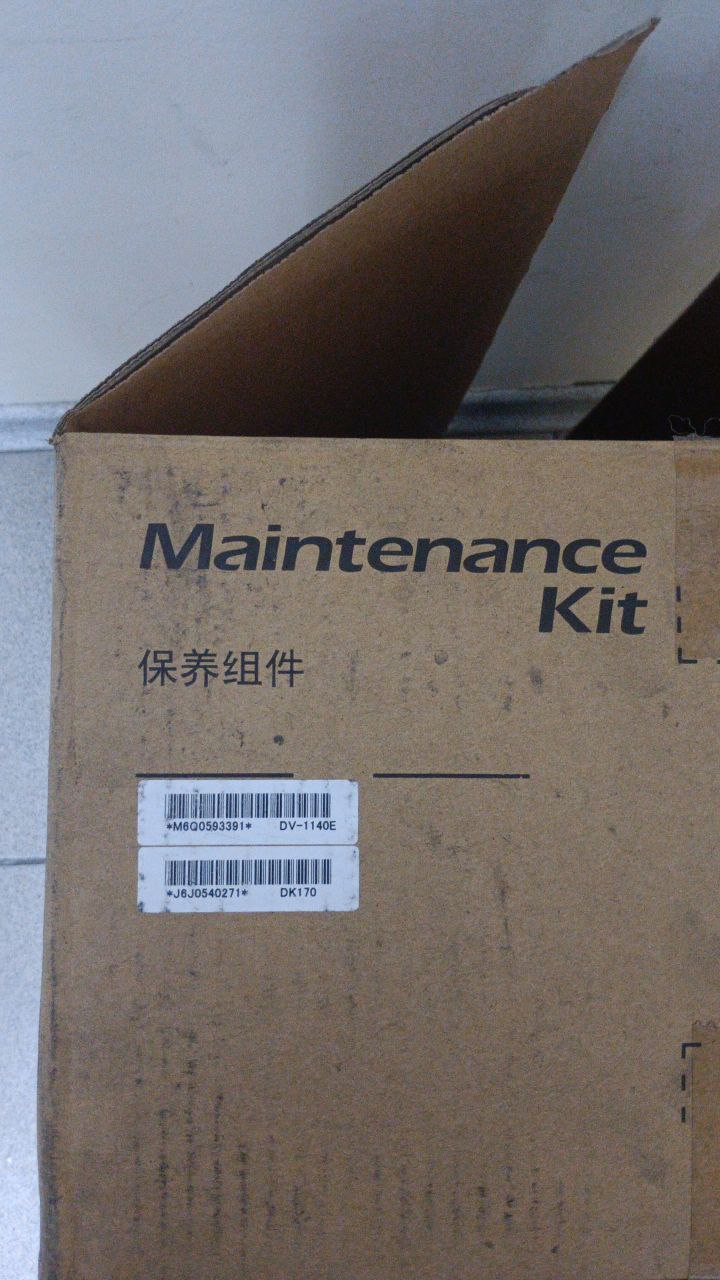 Maintenance
Kit
保养组件
*M6Q0593391* DV-1140E
*J6J0540271* DK170